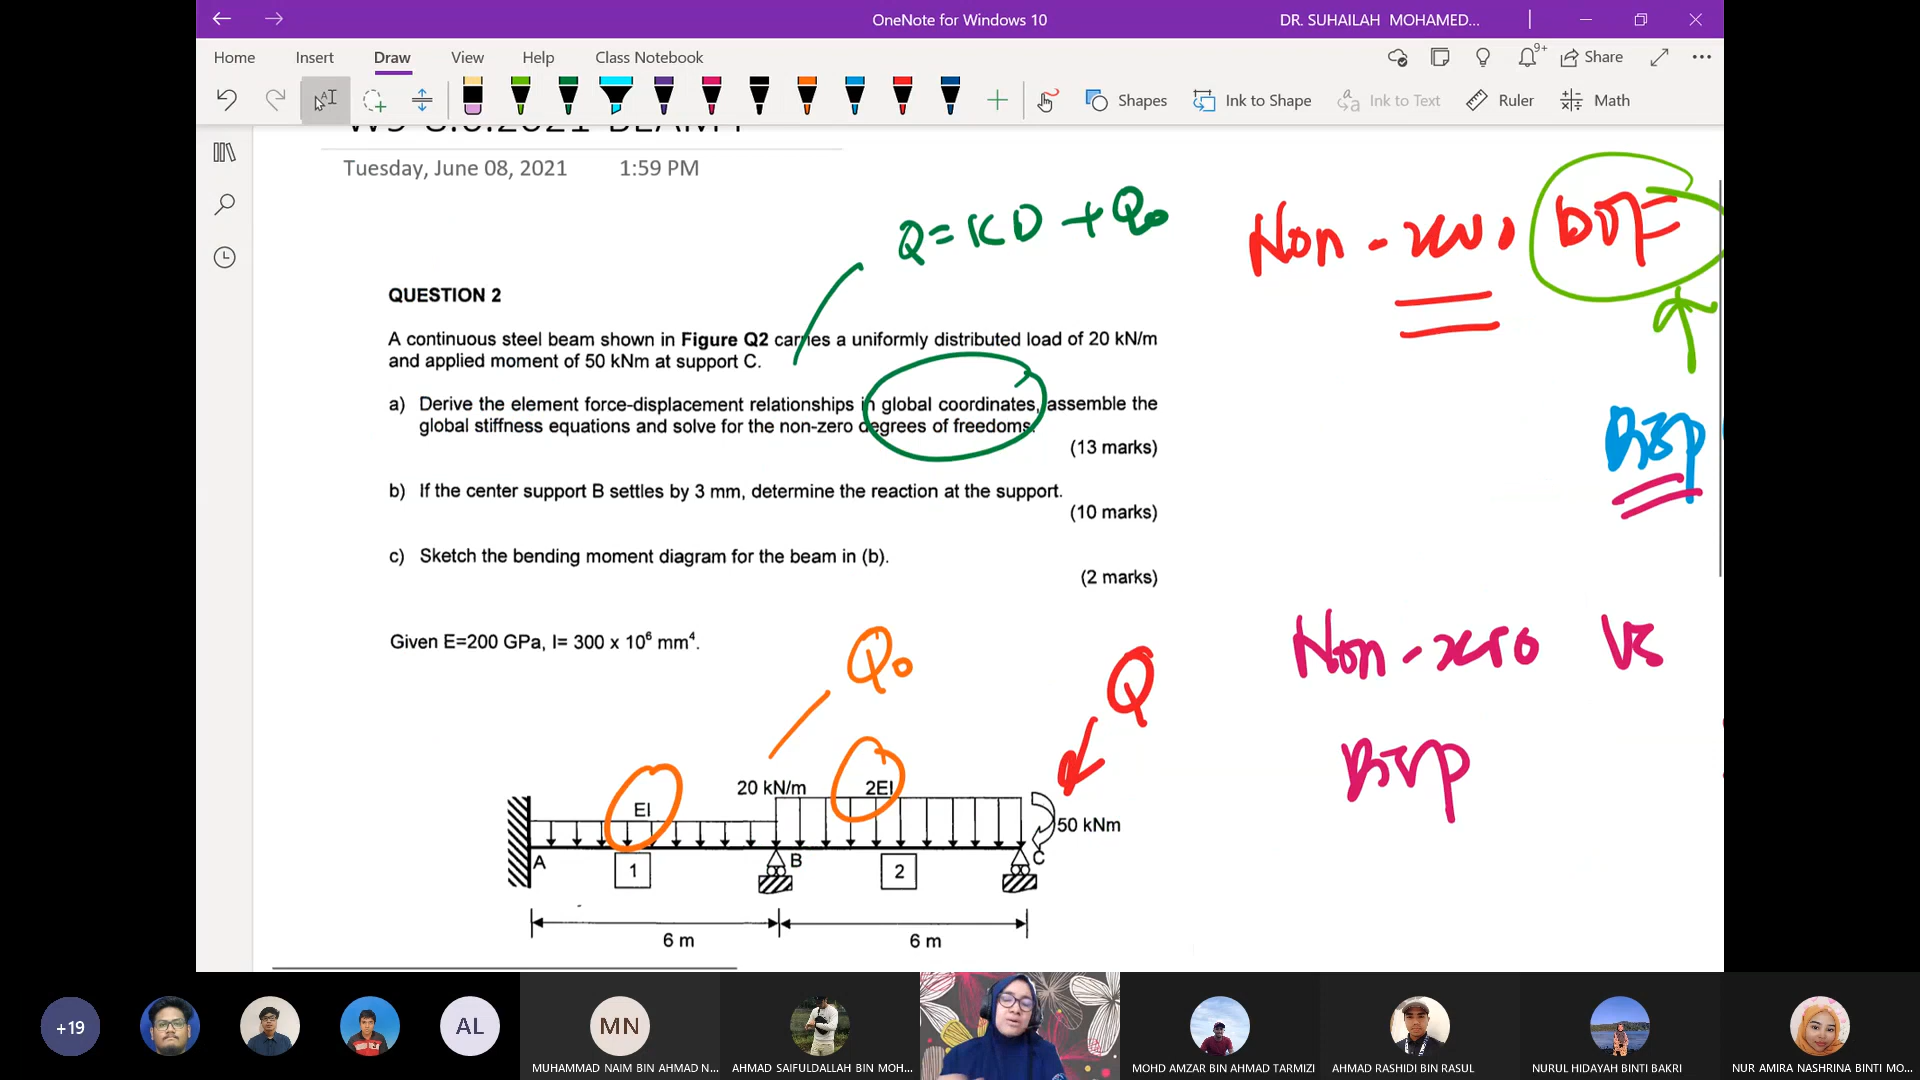 OneNote for Windows 10
DR. SUHAILAH MOHAMED...
Home Insert Draw View Help Class Notebook
9+
Share
Shapes
Ink to Shape
Ink to Text
Ruler
Math
Tuesday, June 08, 2021 1:59 PM
Q = KD + Q₀
Non-zero DOF
QUESTION 2
A continuous steel beam shown in Figure Q2 carries a uniformly distributed load of 20 kN/m
and applied moment of 50 kNm at support C.
a) Derive the element force-displacement relationships in global coordinates, assemble the
global stiffness equations and solve for the non-zero degrees of freedoms.
(13 marks)
b) If the center support B settles by 3 mm, determine the reaction at the support.
(10 marks)
c) Sketch the bending moment diagram for the beam in (b).
(2 marks)
Given E=200 GPa, I= 300 x 10⁶ mm⁴.
Q₀
Q
Non-zero vs
20 kN/m
2EI
EI
50 kNm
A
B
C
1
2
6 m
6 m
+19
AL
MN
MUHAMMAD NAIM BIN AHMAD N...
AHMAD SAIFULDALLAH BIN MOH...
MOHD AMZAR BIN AHMAD TARMIZI
AHMAD RASHIDI BIN RASUL
NURUL HIDAYAH BINTI BAKRI
NUR AMIRA NASHRINA BINTI MO...